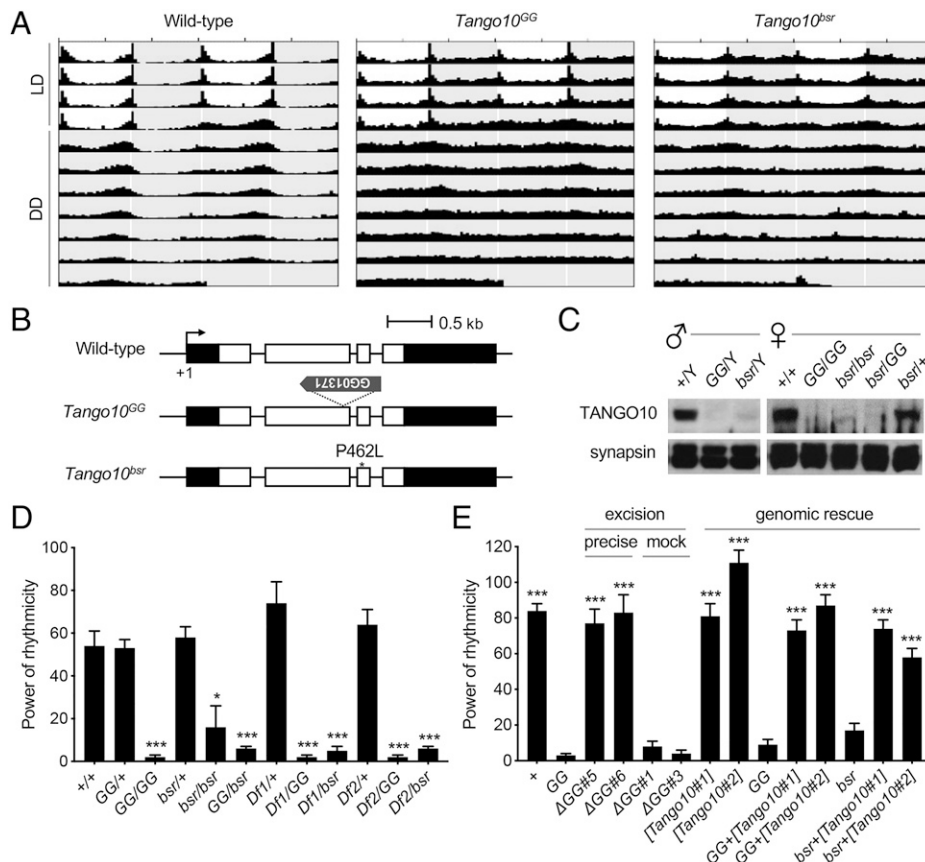 A
Wild-type
Tango10GG
Tango10bsr
LD
DD
B
0.5 kb
Wild-type
+1
GG01371
Tango10GG
P462L
*
Tango10bsr
C
♂ ♀
+/Y GG/Y bsr/Y +/+ GG/GG bsr/bsr bsr/GG bsr/+
TANGO10
synapsin
D
Power of rhythmicity
100
80
60
40
20
0
*** * *** *** *** *** ***
+/+ GG/+ GG/GG bsr/+ bsr/bsr GG/bsr Df1/+ Df1/GG Df1/bsr Df2/+ Df2/GG Df2/bsr
E
excision genomic rescue
precise mock
Power of rhythmicity
120
100
80
60
40
20
0
*** *** *** *** *** *** *** *** ***
+ GG ΔGG#5 ΔGG#6 ΔGG#1 ΔGG#3 [Tango10#1] [Tango10#2] GG GG+[Tango10#1] GG+[Tango10#2] bsr bsr+[Tango10#1] bsr+[Tango10#2]